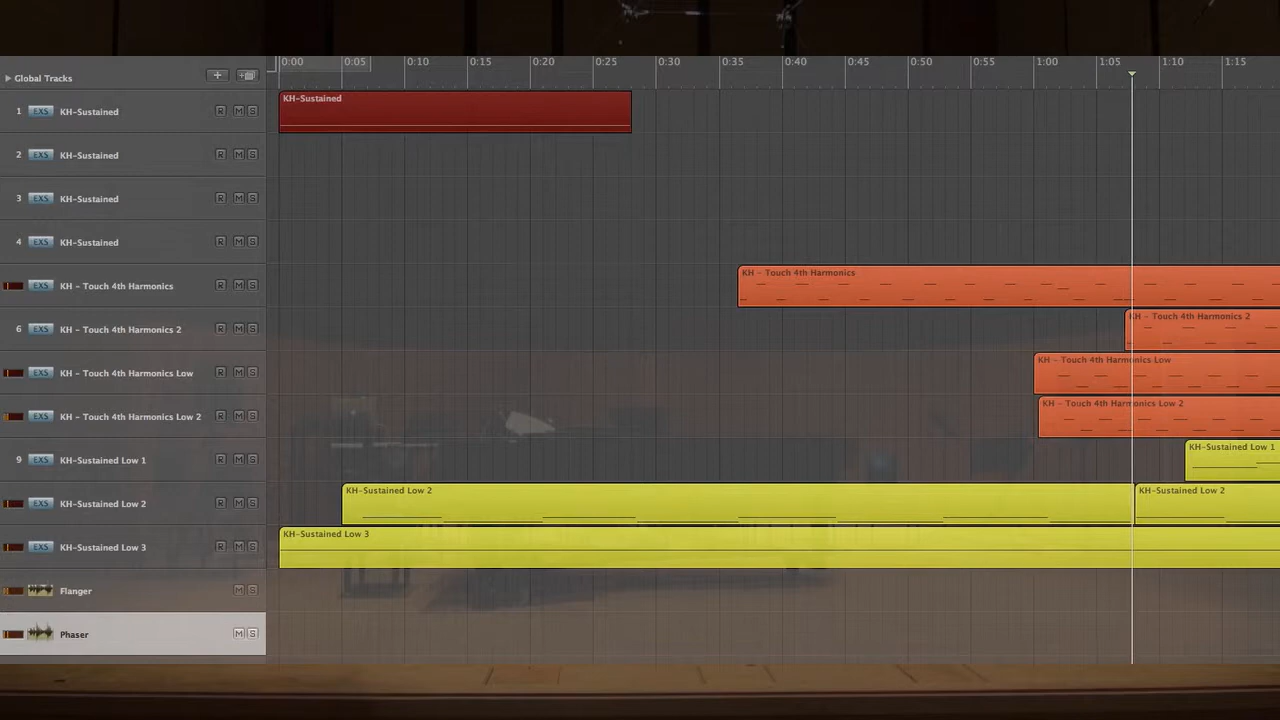 Global Tracks + 0:00 0:05 0:10 0:15 0:20 0:25 0:30 0:35 0:40 0:45 0:50 0:55 1:00 1:05 1:10 1:15
1 EXS KH-Sustained R M S KH-Sustained
2 EXS KH-Sustained R M S
3 EXS KH-Sustained R M S
4 EXS KH-Sustained R M S
EXS KH - Touch 4th Harmonics R M S KH - Touch 4th Harmonics
6 EXS KH - Touch 4th Harmonics 2 R M S KH - Touch 4th Harmonics 2
EXS KH - Touch 4th Harmonics Low R M S KH - Touch 4th Harmonics Low
EXS KH - Touch 4th Harmonics Low 2 R M S KH - Touch 4th Harmonics Low 2
9 EXS KH-Sustained Low 1 R M S KH-Sustained Low 1
EXS KH-Sustained Low 2 R M S KH-Sustained Low 2 KH-Sustained Low 2
EXS KH-Sustained Low 3 R M S KH-Sustained Low 3
Flanger M S
Phaser M S